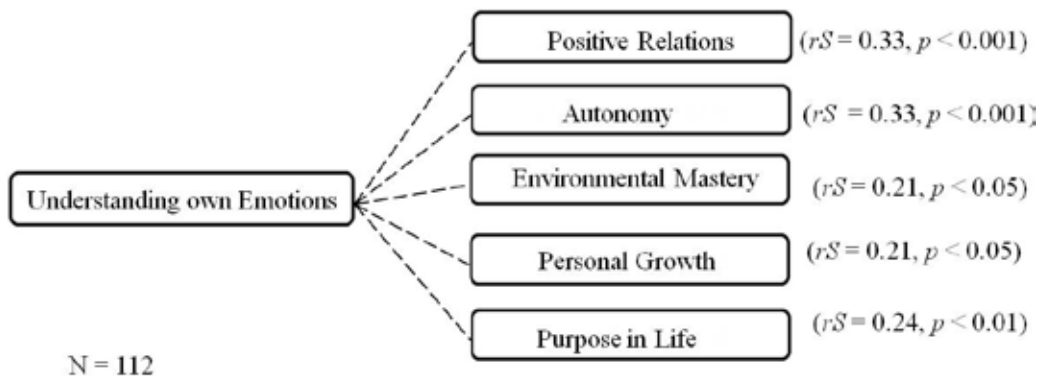 Positive Relations (rS = 0.33, p < 0.001)
Autonomy (rS = 0.33, p < 0.001)
Environmental Mastery (rS = 0.21, p < 0.05)
Understanding own Emotions
Personal Growth (rS = 0.21, p < 0.05)
Purpose in Life (rS = 0.24, p < 0.01)
N = 112